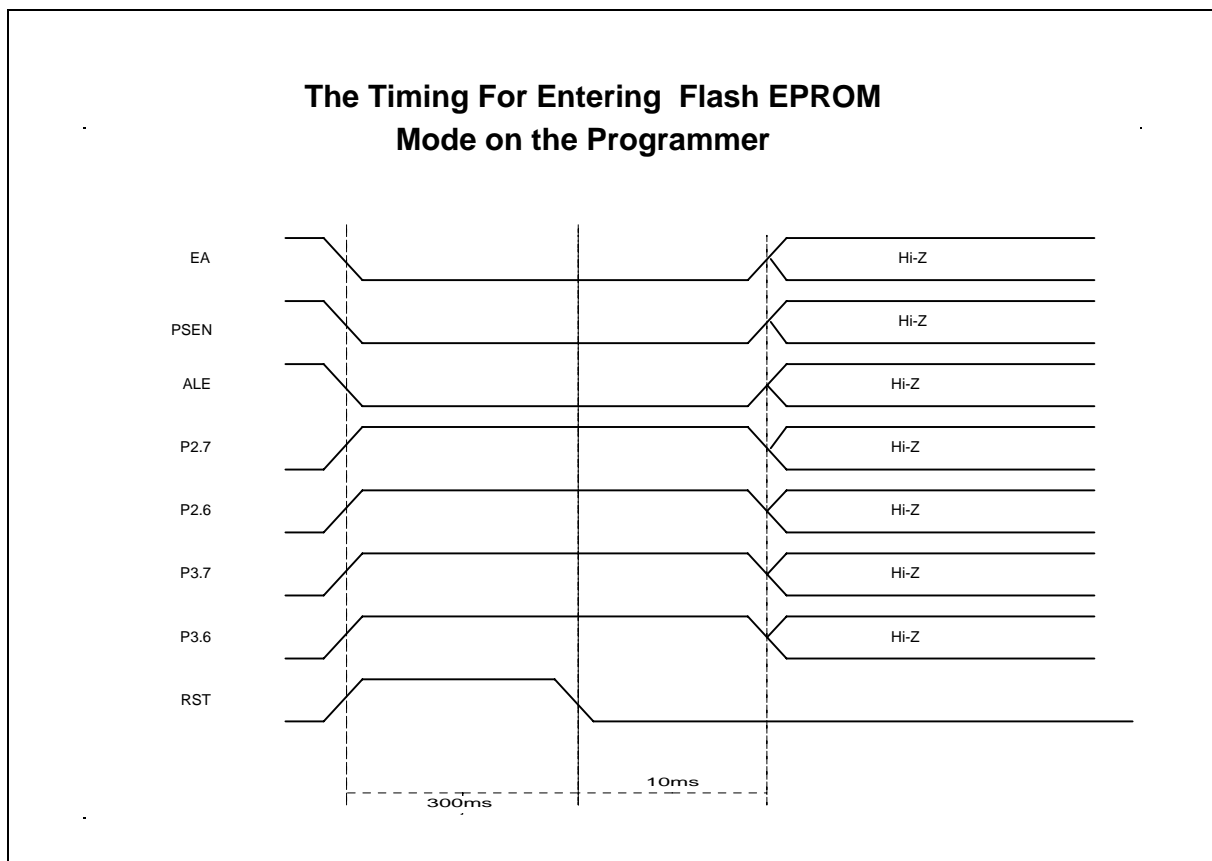 The Timing For Entering Flash EPROM
Mode on the Programmer
EA
Hi-Z
PSEN
Hi-Z
ALE
Hi-Z
P2.7
Hi-Z
P2.6
Hi-Z
P3.7
Hi-Z
P3.6
Hi-Z
RST
10ms
300ms